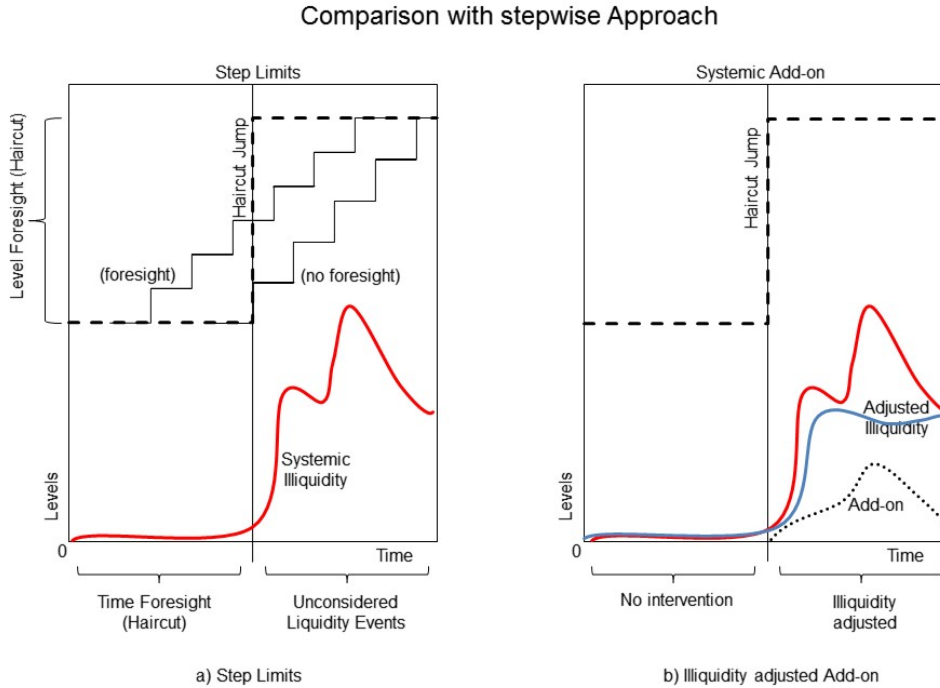 Comparison with stepwise Approach
Step Limits
Level Foresight (Haircut)
Haircut Jump
(foresight)
(no foresight)
Systemic
Illiquidity
Levels
0
Time
Time Foresight
(Haircut)
Unconsidered
Liquidity Events
a) Step Limits
Systemic Add-on
Haircut Jump
Adjusted
Illiquidity
Add-on
Levels
0
Time
No intervention
Illiquidity
adjusted
b) Illiquidity adjusted Add-on